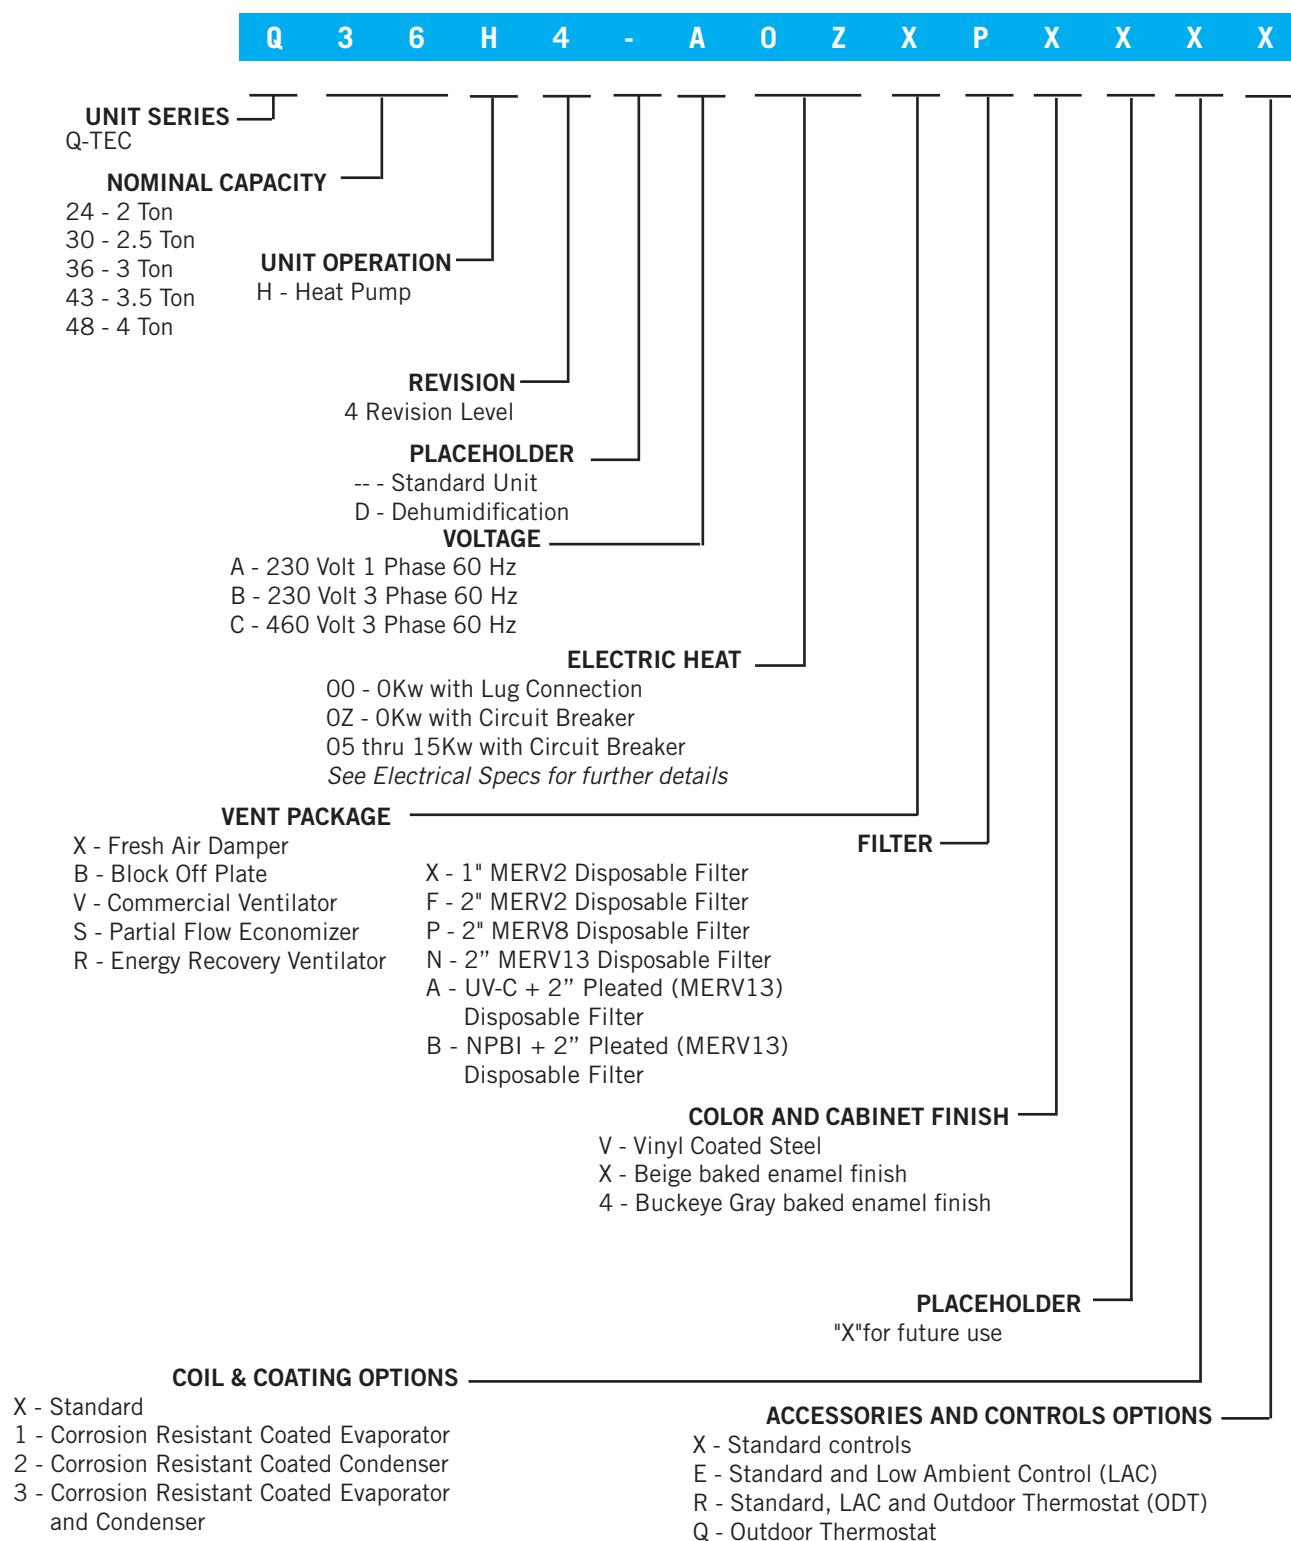 Q 3 6 H 4 - A 0 Z X P X X X X
UNIT SERIES
Q-TEC
NOMINAL CAPACITY
24 - 2 Ton
30 - 2.5 Ton
36 - 3 Ton
43 - 3.5 Ton
48 - 4 Ton
UNIT OPERATION
H - Heat Pump
REVISION
4 Revision Level
PLACEHOLDER
-- - Standard Unit
D - Dehumidification
VOLTAGE
A - 230 Volt 1 Phase 60 Hz
B - 230 Volt 3 Phase 60 Hz
C - 460 Volt 3 Phase 60 Hz
ELECTRIC HEAT
00 - 0Kw with Lug Connection
0Z - 0Kw with Circuit Breaker
05 thru 15Kw with Circuit Breaker
See Electrical Specs for further details
VENT PACKAGE
X - Fresh Air Damper
B - Block Off Plate
V - Commercial Ventilator
S - Partial Flow Economizer
R - Energy Recovery Ventilator
FILTER
X - 1" MERV2 Disposable Filter
F - 2" MERV2 Disposable Filter
P - 2" MERV8 Disposable Filter
N - 2” MERV13 Disposable Filter
A - UV-C + 2” Pleated (MERV13)
Disposable Filter
B - NPBI + 2” Pleated (MERV13)
Disposable Filter
COLOR AND CABINET FINISH
V - Vinyl Coated Steel
X - Beige baked enamel finish
4 - Buckeye Gray baked enamel finish
PLACEHOLDER
"X"for future use
COIL & COATING OPTIONS
X - Standard
1 - Corrosion Resistant Coated Evaporator
2 - Corrosion Resistant Coated Condenser
3 - Corrosion Resistant Coated Evaporator
and Condenser
ACCESSORIES AND CONTROLS OPTIONS
X - Standard controls
E - Standard and Low Ambient Control (LAC)
R - Standard, LAC and Outdoor Thermostat (ODT)
Q - Outdoor Thermostat